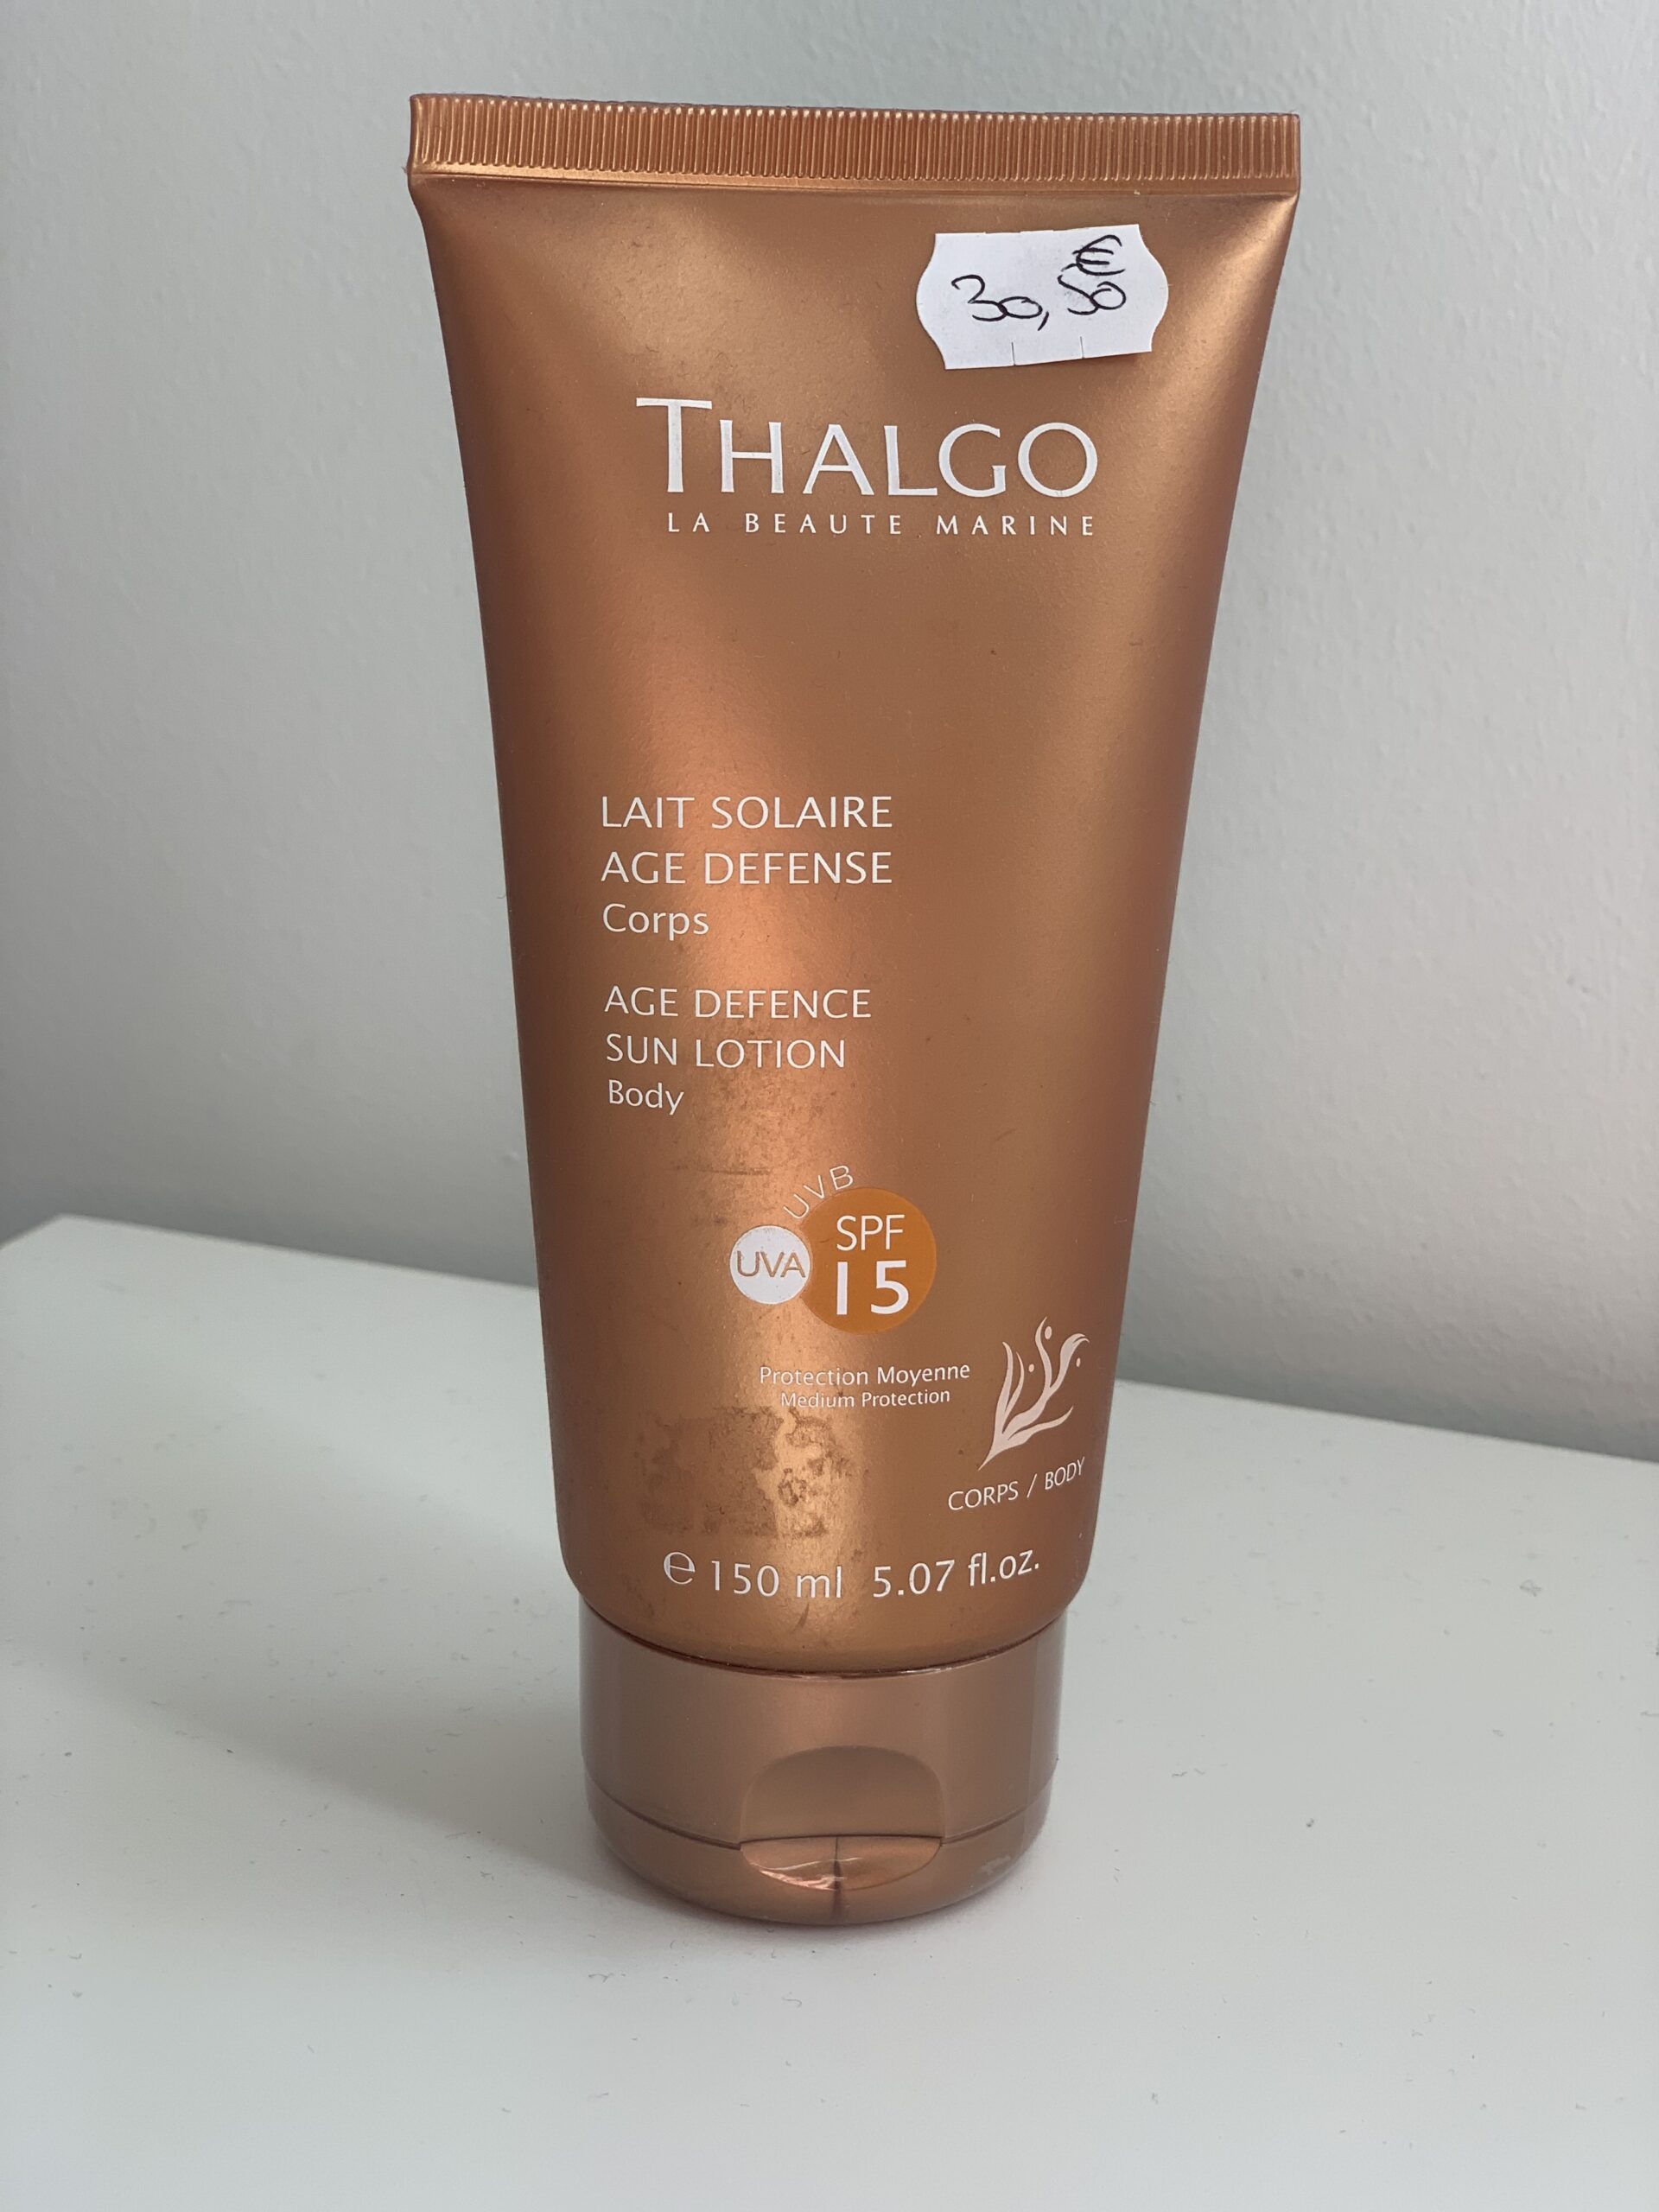 30,50€
THALGO
LA BEAUTE MARINE
LAIT SOLAIRE
AGE DEFENSE
Corps
AGE DEFENCE
SUN LOTION
Body
UVB
UVA
SPF
15
Protection Moyenne
Medium Protection
CORPS / BODY
℮ 150 ml 5.07 fl.oz.